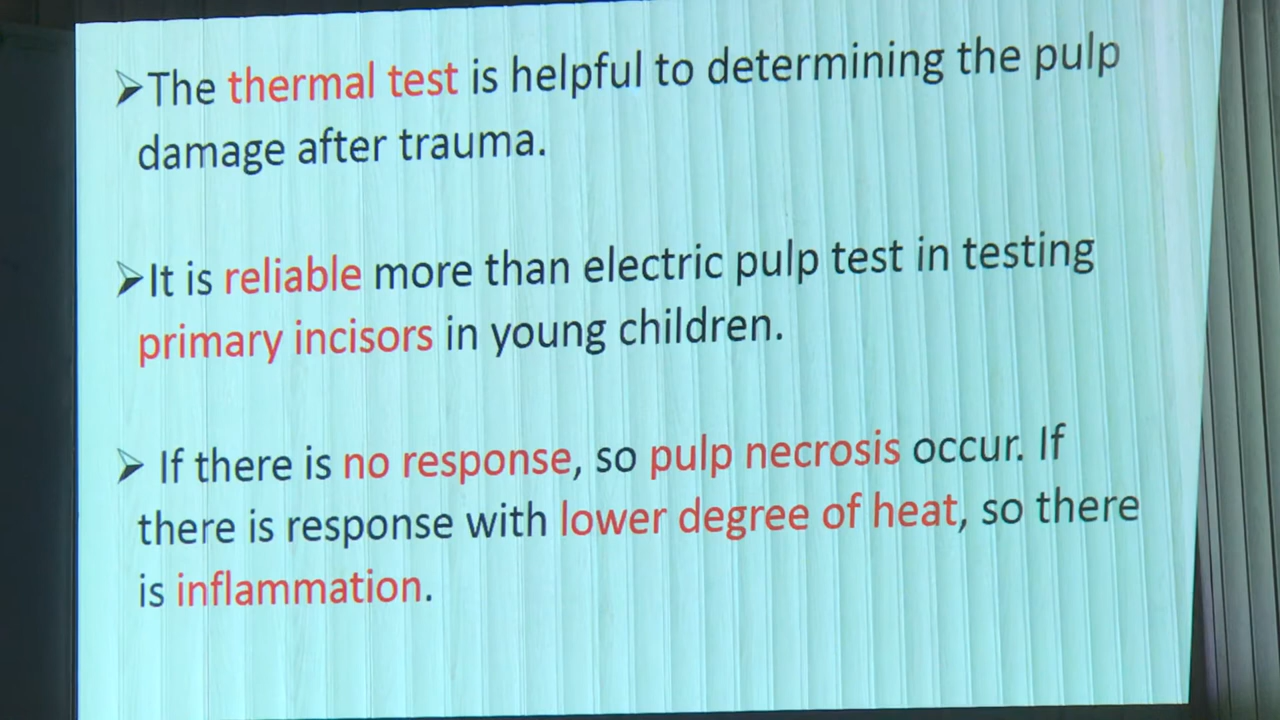 ➢The thermal test is helpful to determining the pulp
damage after trauma.
➢It is reliable more than electric pulp test in testing
primary incisors in young children.
➢ If there is no response, so pulp necrosis occur. If
there is response with lower degree of heat, so there
is inflammation.